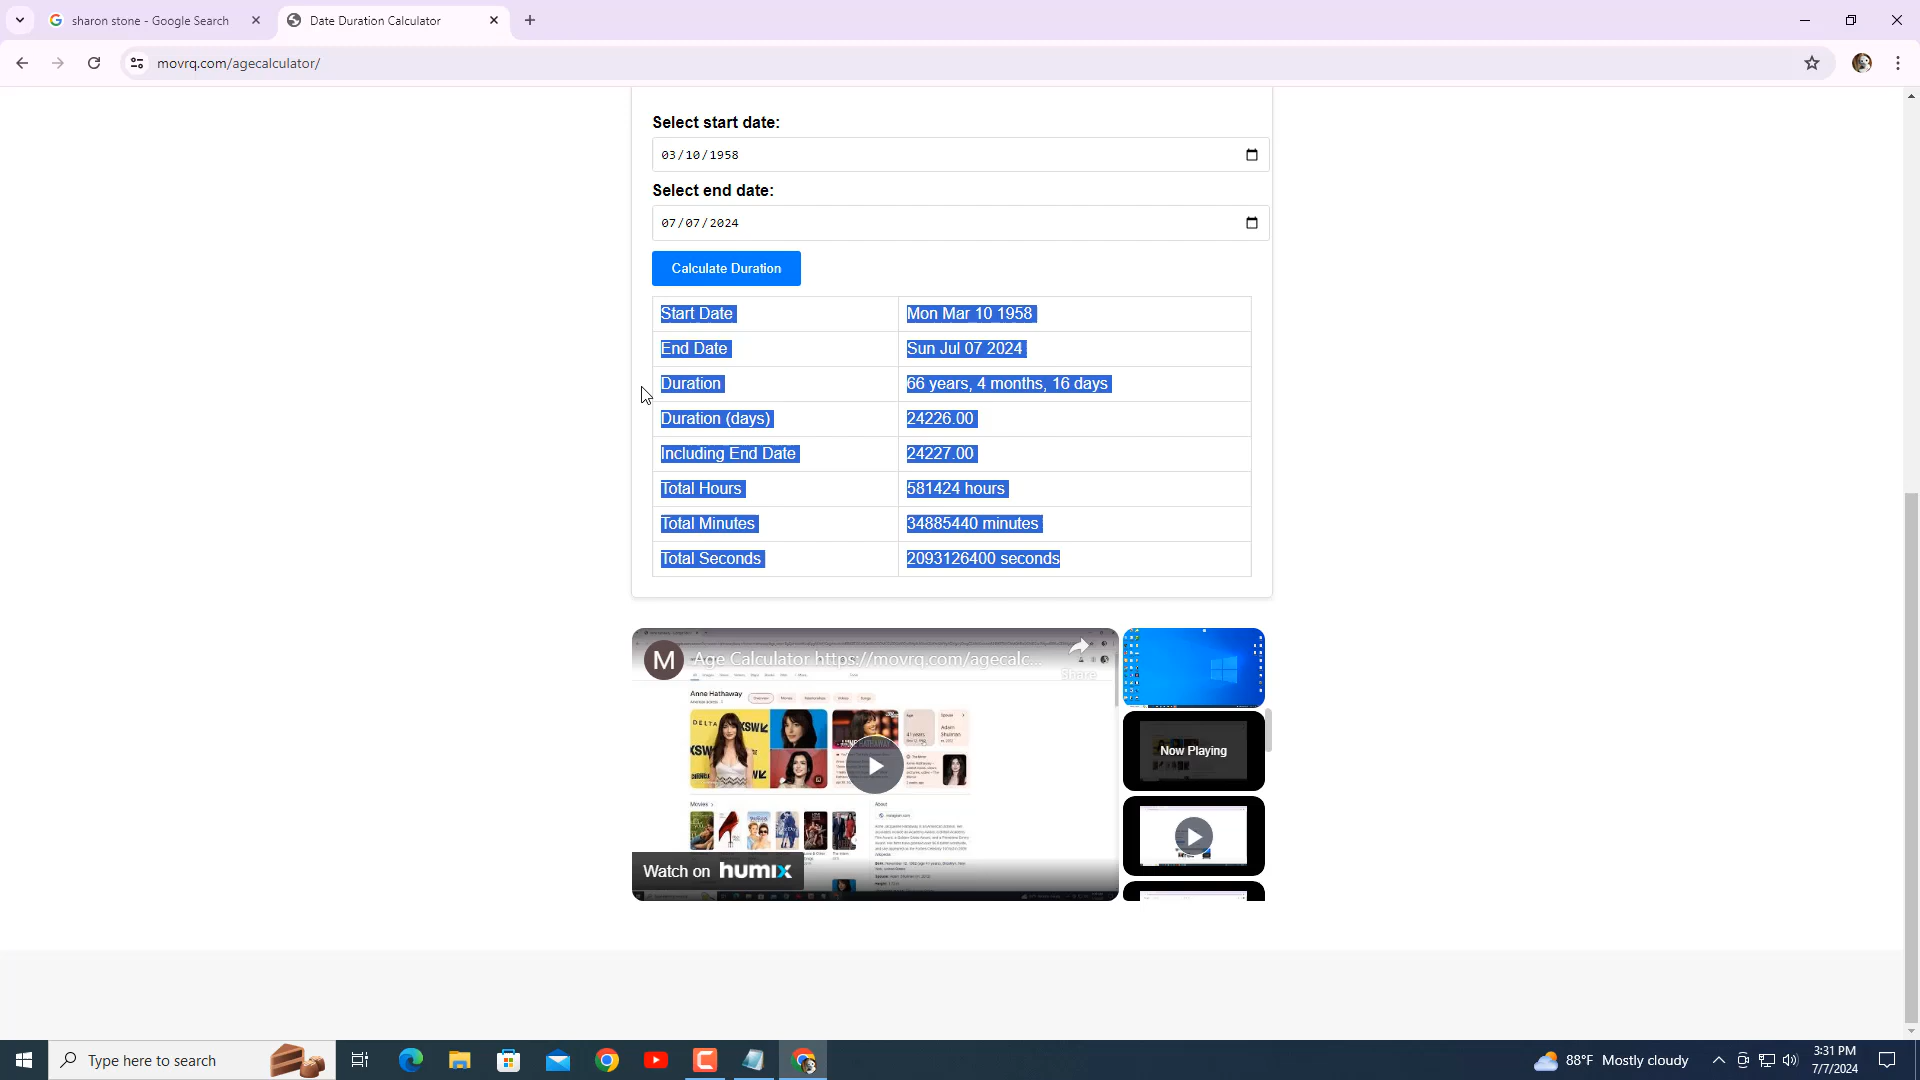 sharon stone - Google Search
Date Duration Calculator
movrq.com/agecalculator/
Select start date:
03/10/1958
Select end date:
07/07/2024
Calculate Duration
Start Date Mon Mar 10 1958
End Date Sun Jul 07 2024
Duration 66 years, 4 months, 16 days
Duration (days) 24226.00
Including End Date 24227.00
Total Hours 581424 hours
Total Minutes 34885440 minutes
Total Seconds 2093126400 seconds
M Age Calculator https://movrq.com/agecalc...
Share
Anne Hathaway
DELTA
Movies
About
Now Playing
Watch on humix
Type here to search
88°F Mostly cloudy
3:31 PM
7/7/2024